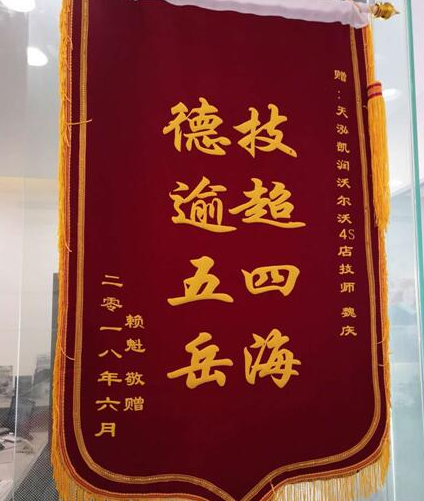 赠：天泓凯润沃尔沃4S店技师 魏庆
技超四海
德逾五岳
赖魁 敬赠
二零一八年六月